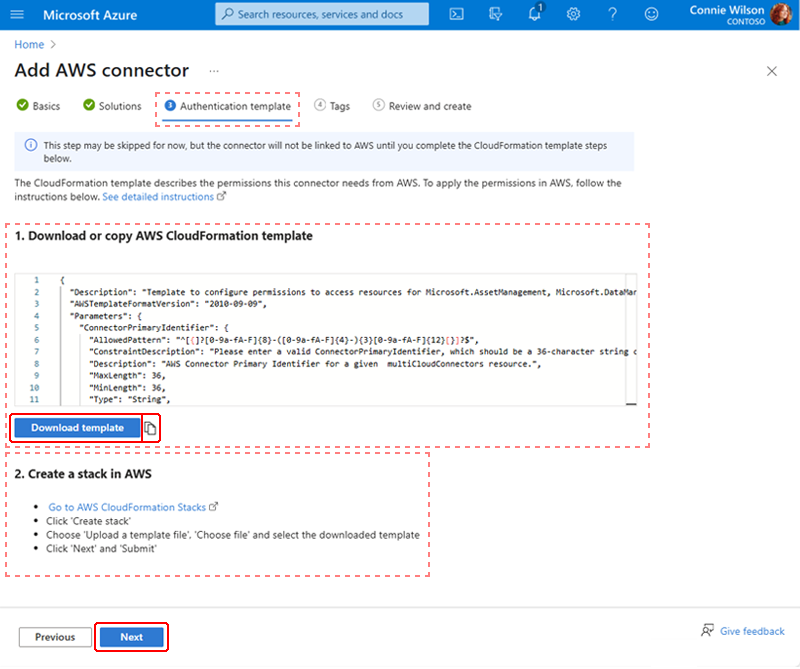 Microsoft Azure
Search resources, services and docs
1
Connie Wilson
CONTOSO
Home
Add AWS connector
...
Basics
Solutions
3 Authentication template
4 Tags
5 Review and create
This step may be skipped for now, but the connector will not be linked to AWS until you complete the CloudFormation template steps
below.
The CloudFormation template describes the permissions this connector needs from AWS. To apply the permissions in AWS, follow the
instructions below. See detailed instructions
1. Download or copy AWS CloudFormation template
1 {
2 "Description": "Template to configure permissions to access resources for Microsoft.AssetManagement, Microsoft.DataMar
3 "AWSTemplateFormatVersion": "2010-09-09",
4 "Parameters": {
5 "ConnectorPrimaryIdentifier": {
6 "AllowedPattern": "^[{]?[0-9a-fA-F]{8}-([0-9a-fA-F]{4}-){3}[0-9a-fA-F]{12}[}]?$",
7 "ConstraintDescription": "Please enter a valid ConnectorPrimaryIdentifier, which should be a 36-character string
8 "Description": "AWS Connector Primary Identifier for a given multiCloudConnectors resource.",
9 "MaxLength": 36,
10 "MinLength": 36,
11 "Type": "String",
Download template
2. Create a stack in AWS
• Go to AWS CloudFormation Stacks
• Click 'Create stack'
• Choose 'Upload a template file', 'Choose file' and select the downloaded template
• Click 'Next' and 'Submit'
Previous
Next
Give feedback